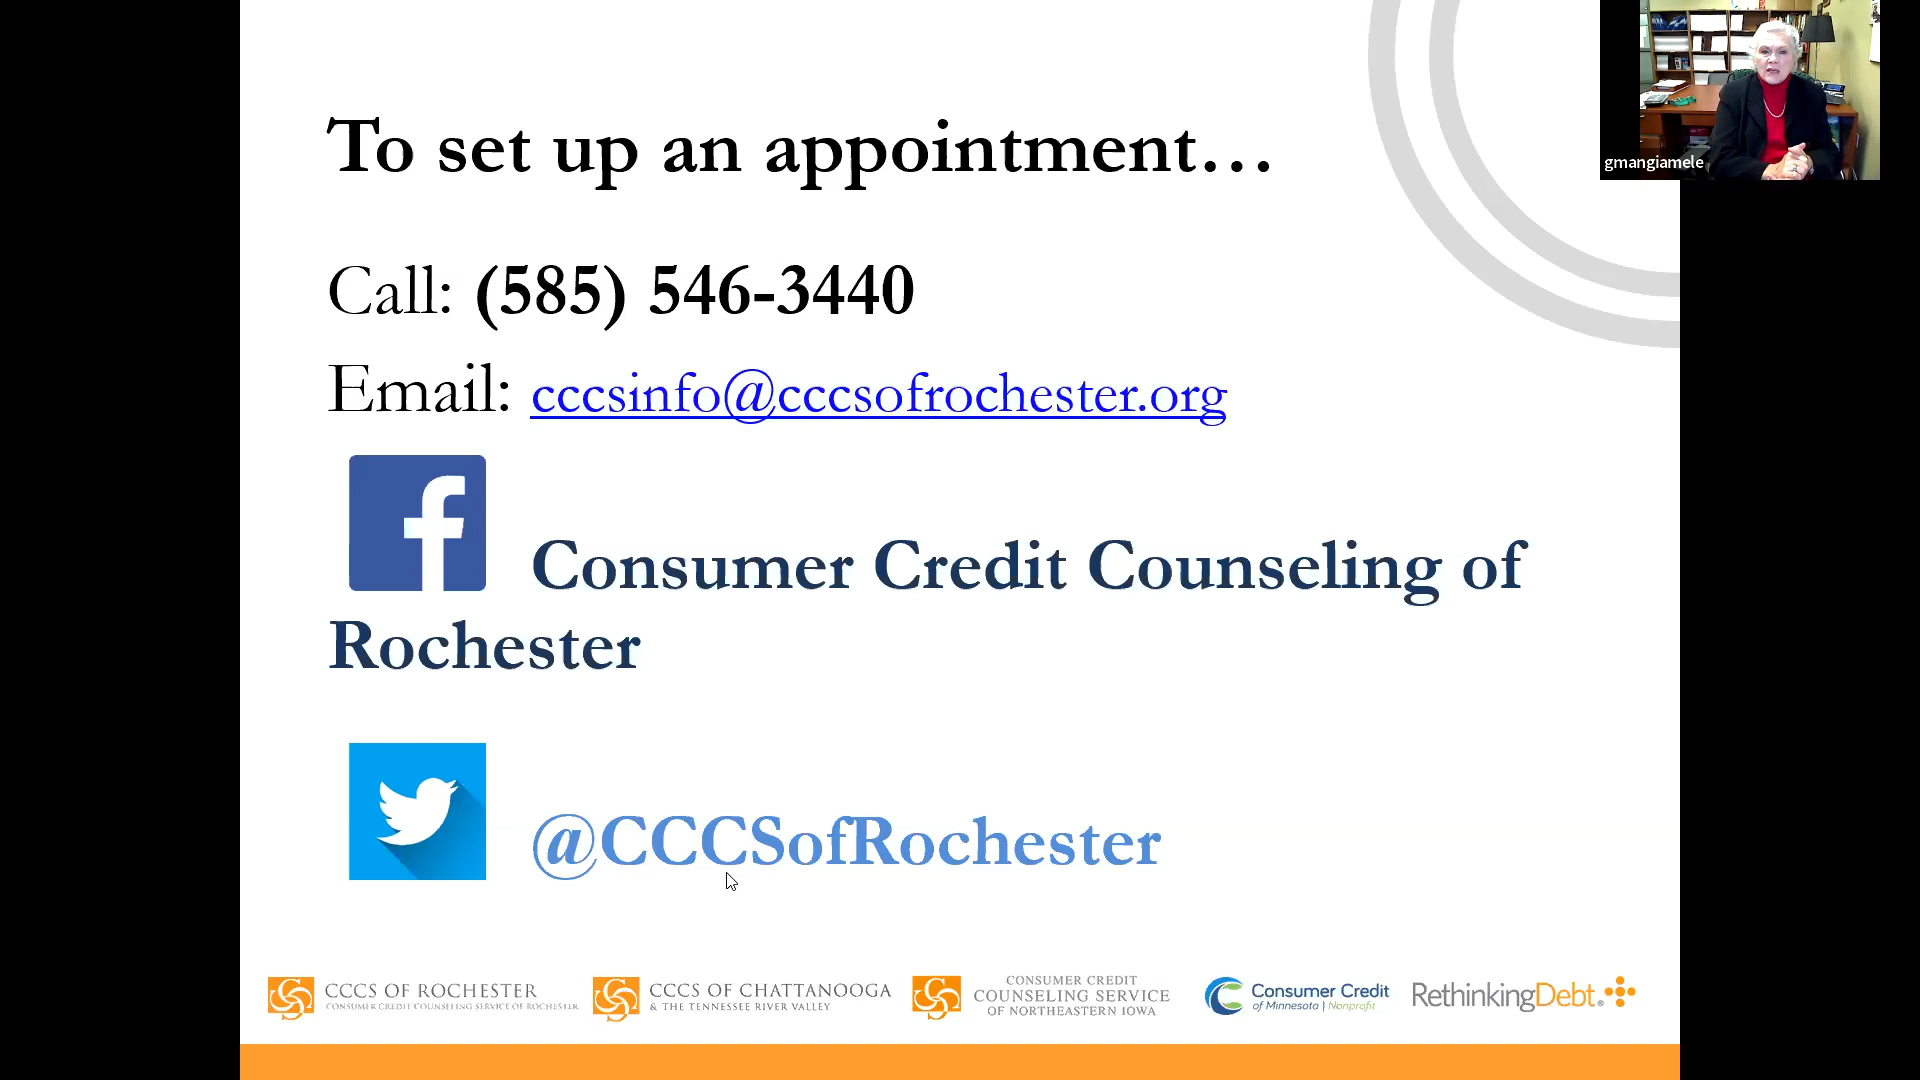 To set up an appointment...
gmangiamele
Call: (585) 546-3440
Email: cccsinfo@cccsofrochester.org
Consumer Credit Counseling of
Rochester
@CCCSofRochester
CCCS OF ROCHESTER
CONSUMER CREDIT COUNSELING SERVICE OF ROCHESTER
CCCS OF CHATTANOOGA
& THE TENNESSEE RIVER VALLEY
CONSUMER CREDIT
COUNSELING SERVICE
OF NORTHEASTERN IOWA
Consumer Credit
of Minnesota | Nonprofit
RethinkingDebt®